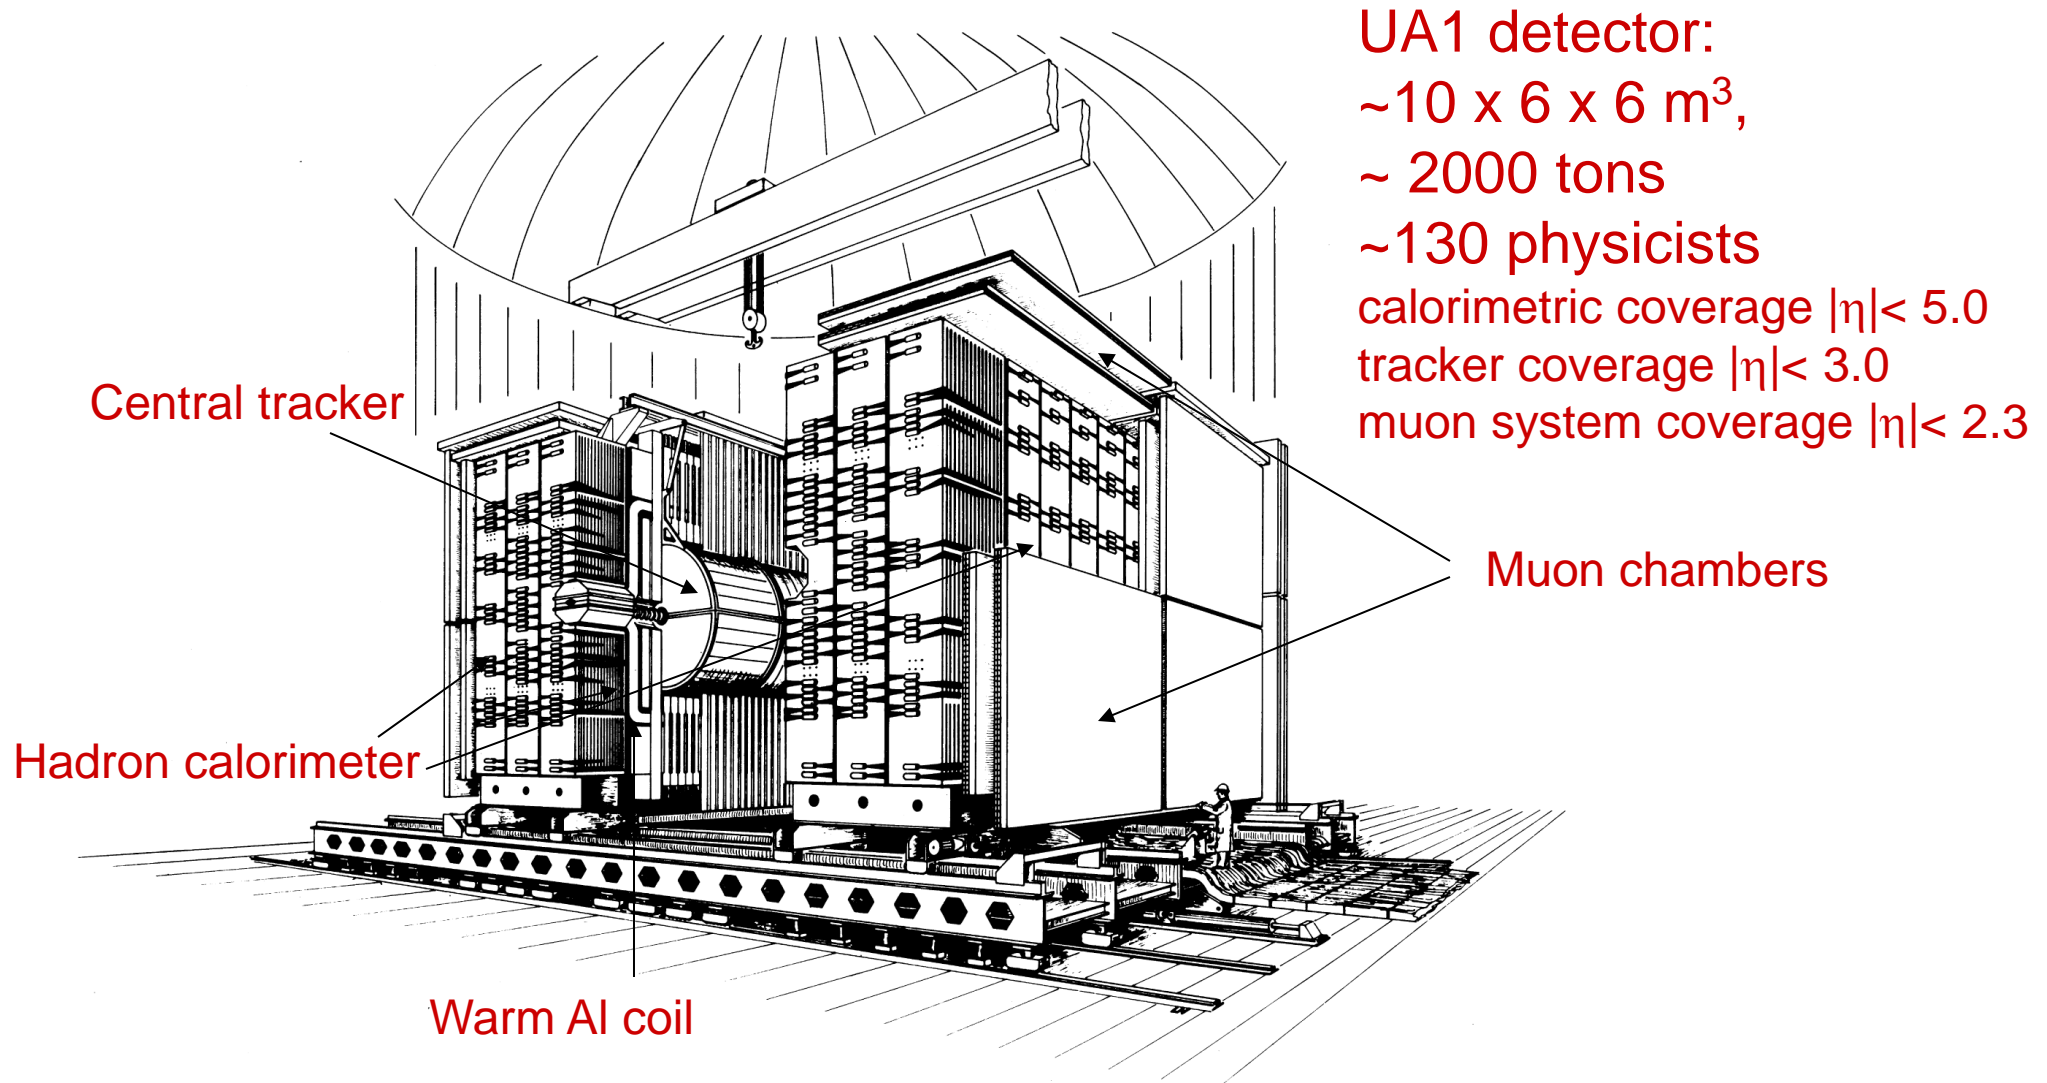 UA1 detector:
~10 x 6 x 6 m³,
~ 2000 tons
~130 physicists
calorimetric coverage |η|< 5.0
tracker coverage |η|< 3.0
muon system coverage |η|< 2.3
Central tracker
Muon chambers
Hadron calorimeter
Warm Al coil